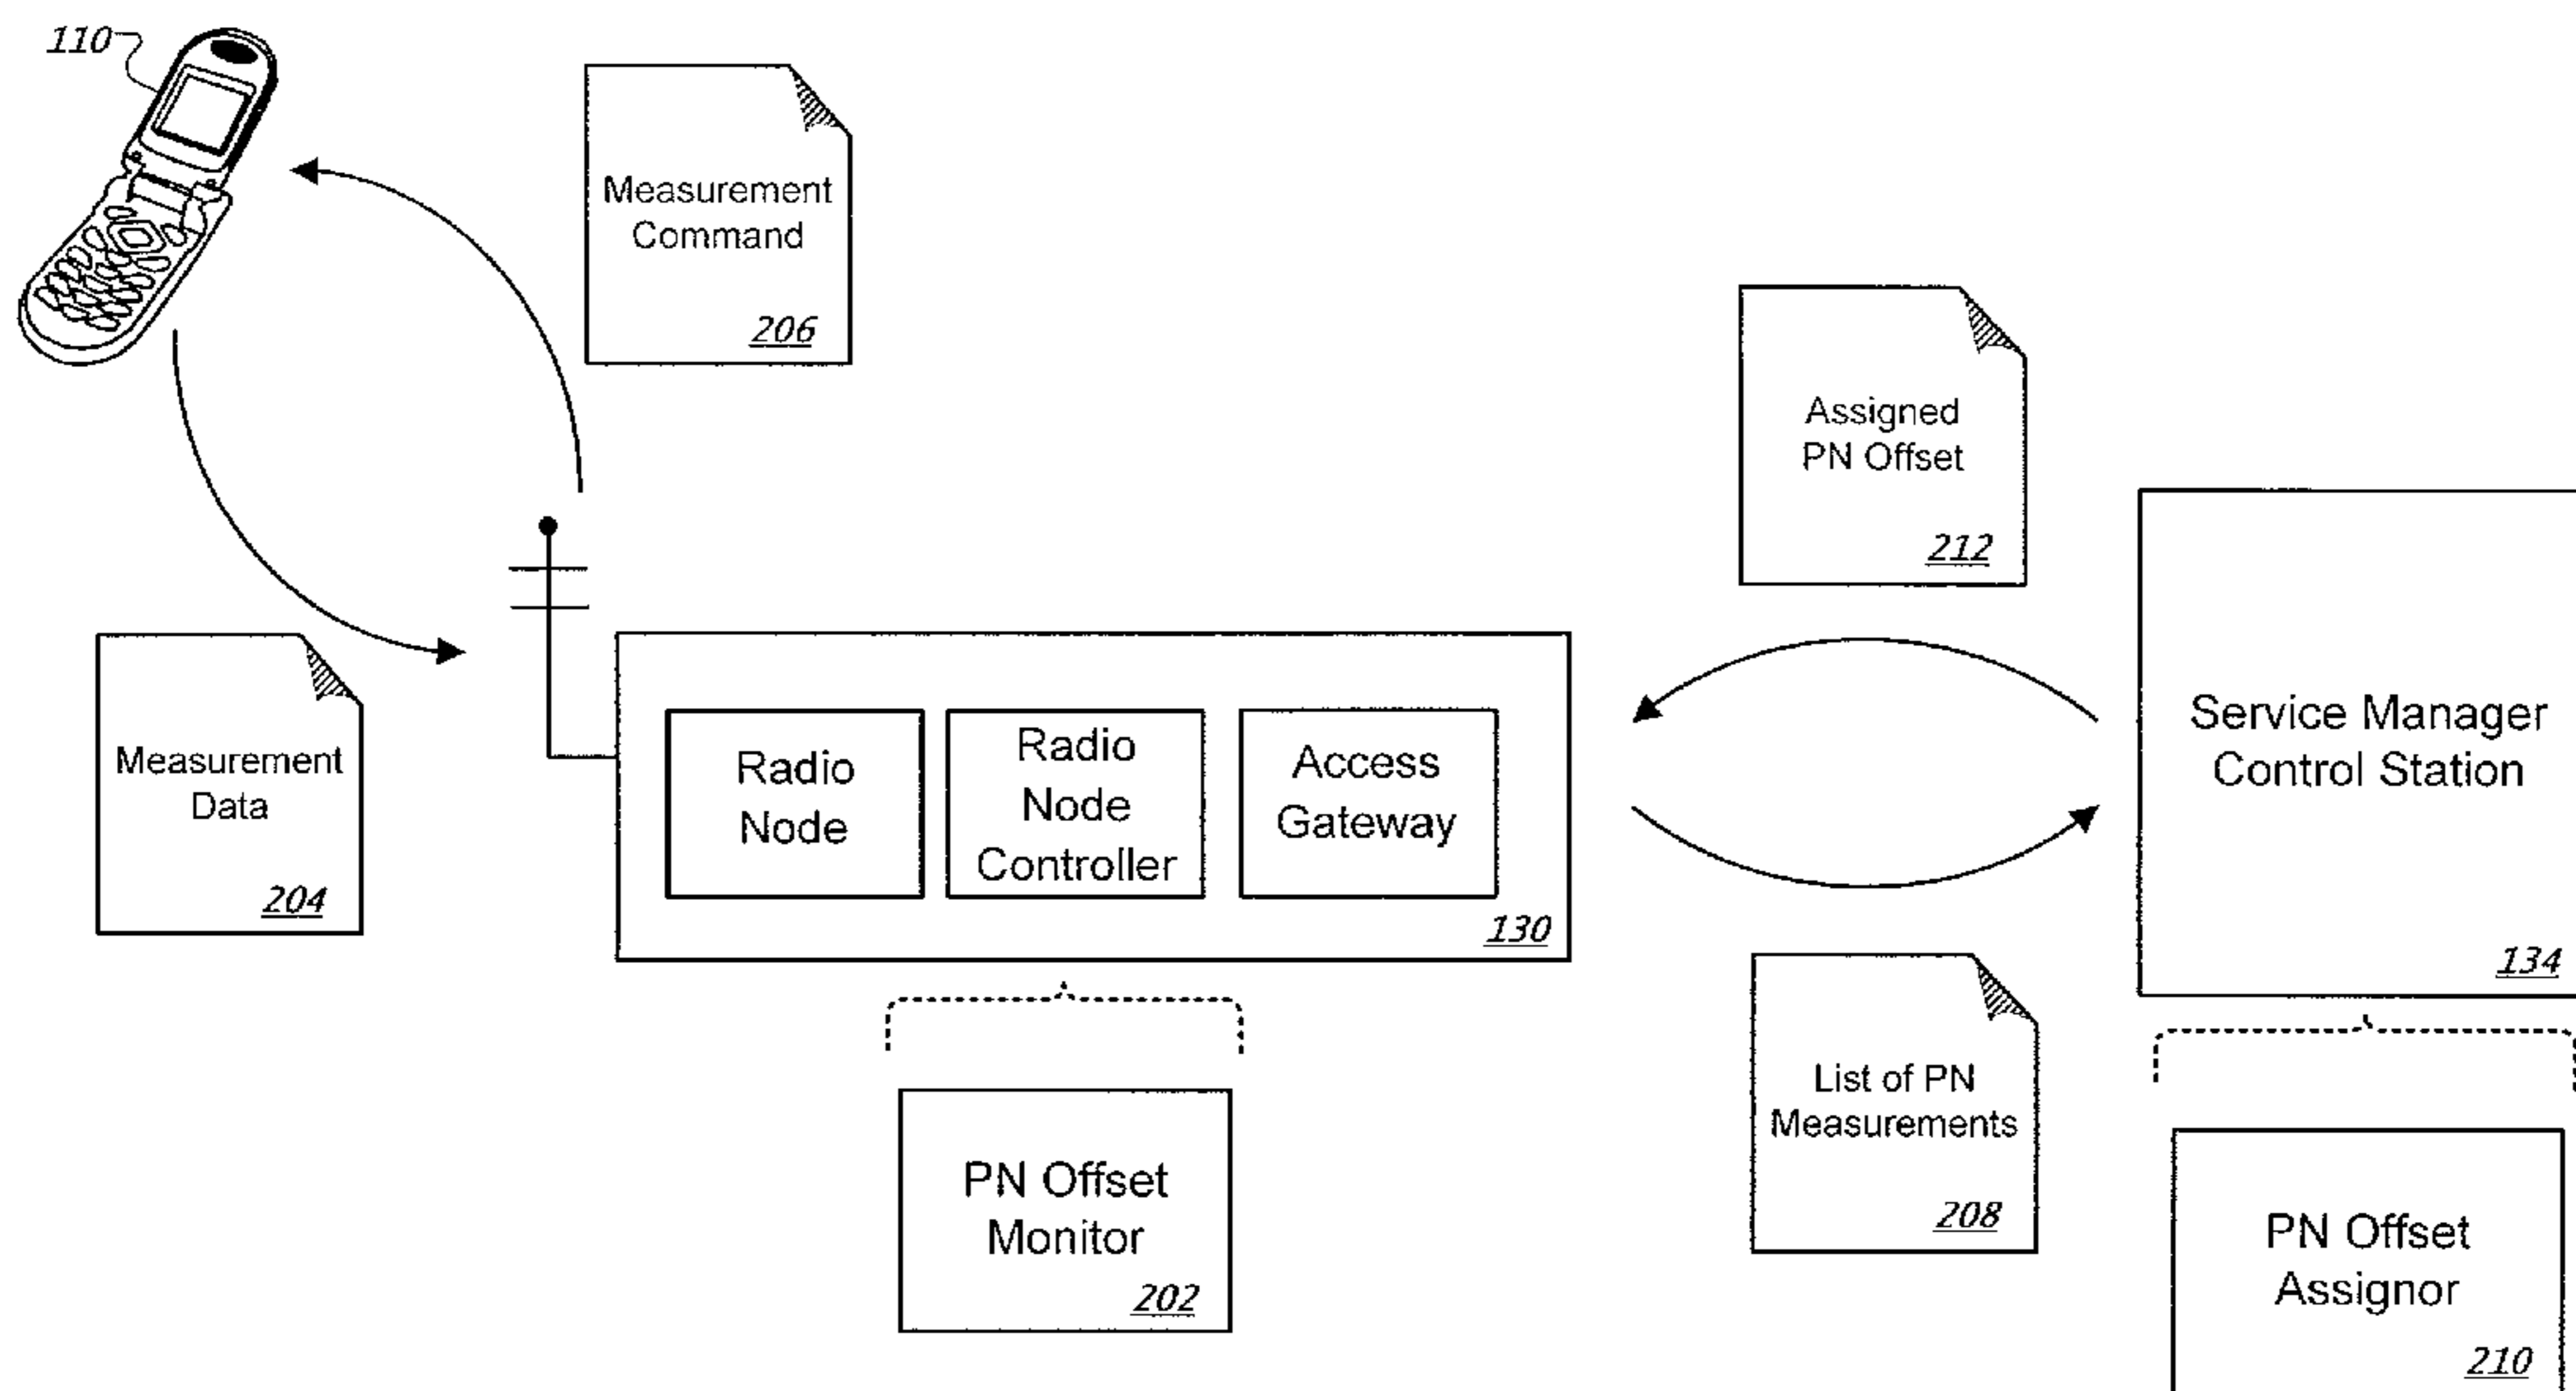 110
Measurement
Command
206
Assigned
PN Offset
212
Measurement
Data
204
Radio
Node
Radio
Node
Controller
Access
Gateway
130
Service Manager
Control Station
134
List of PN
Measurements
208
PN Offset
Monitor
202
PN Offset
Assignor
210